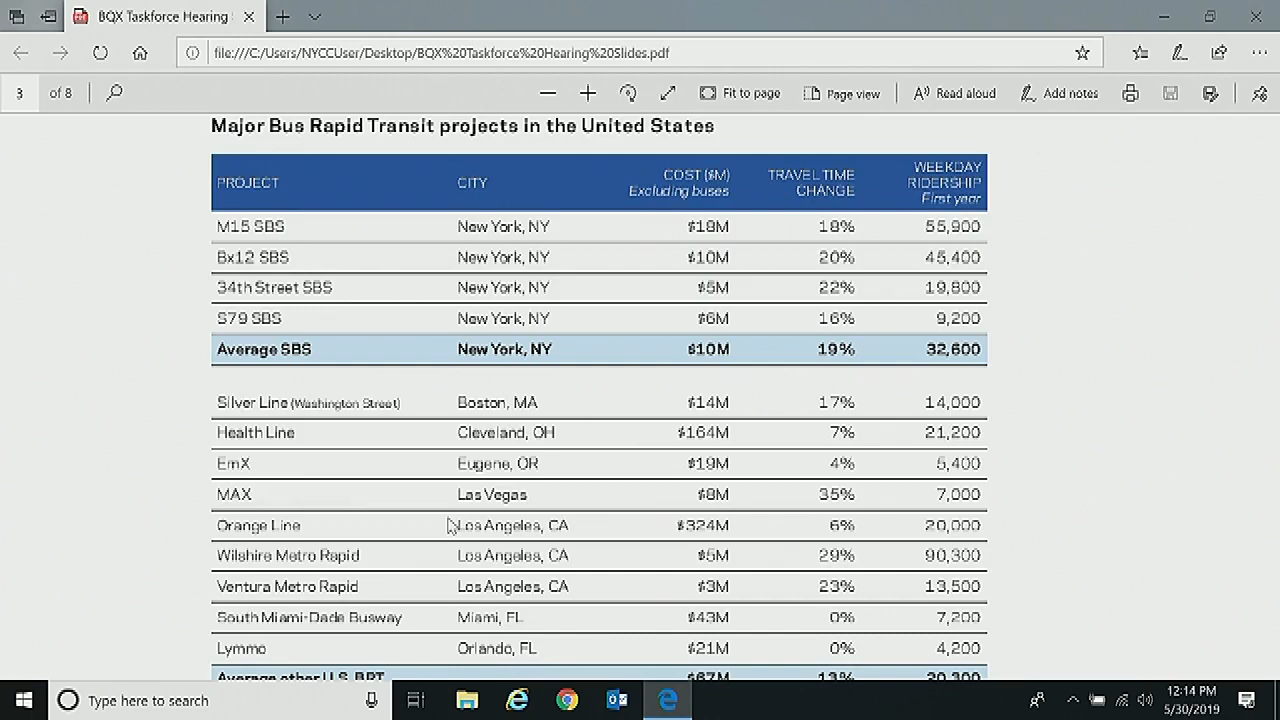 BQX Taskforce Hearing
file:///C:/Users/NYCCUser/Desktop/BQX%20Taskforce%20Hearing%20Slides.pdf
3 of 8 Fit to page Page view Read aloud Add notes
Major Bus Rapid Transit projects in the United States
PROJECT CITY COST ($M) Excluding buses TRAVEL TIME CHANGE WEEKDAY RIDERSHIP First year
M15 SBS New York, NY $18M 18% 55,900
Bx12 SBS New York, NY $10M 20% 45,400
34th Street SBS New York, NY $5M 22% 19,800
S79 SBS New York, NY $6M 16% 9,200
Average SBS New York, NY $10M 19% 32,600
Silver Line (Washington Street) Boston, MA $14M 17% 14,000
Health Line Cleveland, OH $164M 7% 21,200
EmX Eugene, OR $19M 4% 5,400
MAX Las Vegas $8M 35% 7,000
Orange Line Los Angeles, CA $324M 6% 20,000
Wilshire Metro Rapid Los Angeles, CA $5M 29% 90,300
Ventura Metro Rapid Los Angeles, CA $3M 23% 13,500
South Miami-Dade Busway Miami, FL $43M 0% 7,200
Lymmo Orlando, FL $21M 0% 4,200
Average other U.S. BRT $67M 13% 20,300
Type here to search
12:14 PM
5/30/2019